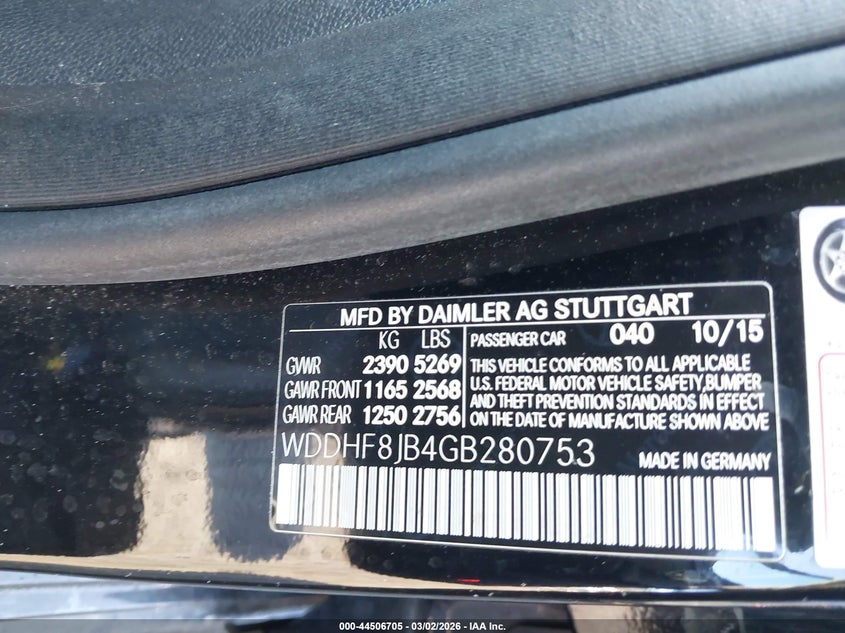 MFD BY DAIMLER AG STUTTGART
KG LBS
GVWR 2390 5269
GAWR FRONT 1165 2568
GAWR REAR 1250 2756
PASSENGER CAR 040 10/15
THIS VEHICLE CONFORMS TO ALL APPLICABLE
U.S. FEDERAL MOTOR VEHICLE SAFETY,BUMPER
AND THEFT PREVENTION STANDARDS IN EFFECT
ON THE DATE OF MANUFACTURE SHOWN ABOVE
WDDHF8JB4GB280753
MADE IN GERMANY
000-44506705 - 03/02/2026 - IAA Inc.